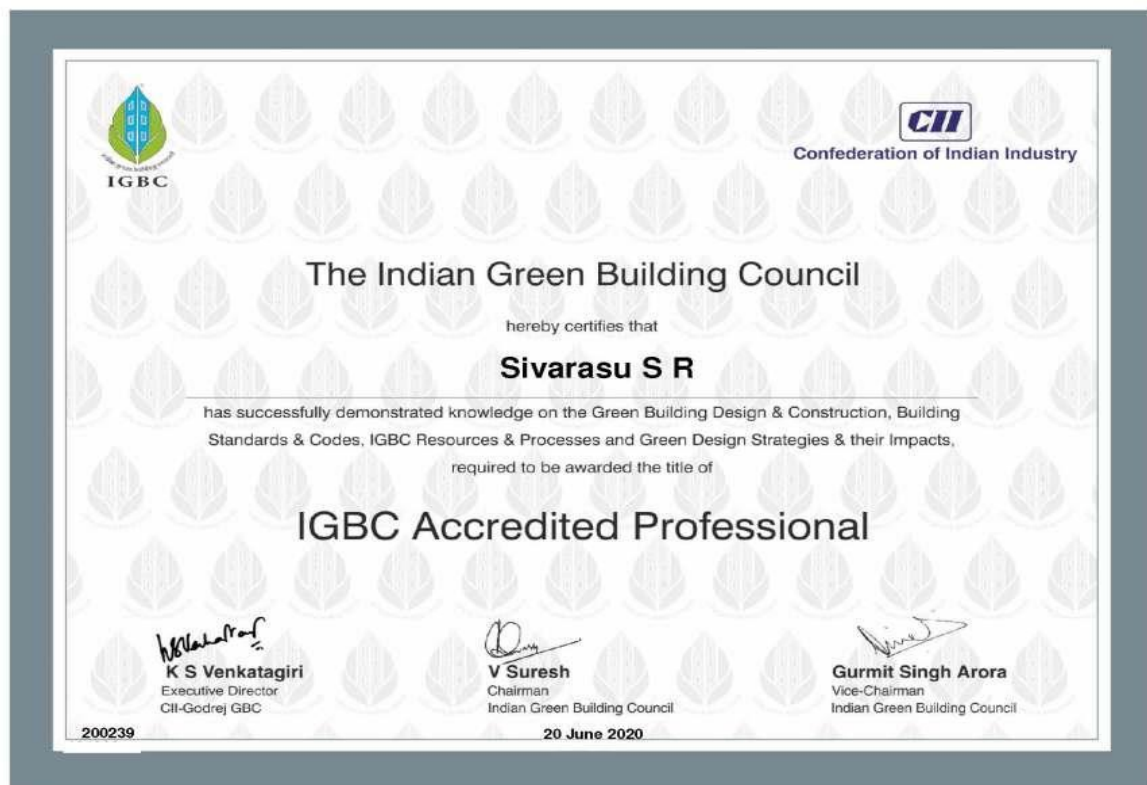 IGBC
CII
Confederation of Indian Industry
The Indian Green Building Council
hereby certifies that
Sivarasu S R
has successfully demonstrated knowledge on the Green Building Design & Construction, Building
Standards & Codes, IGBC Resources & Processes and Green Design Strategies & their Impacts,
required to be awarded the title of
IGBC Accredited Professional
K S Venkatagiri
Executive Director
CII-Godrej GBC
V Suresh
Chairman
Indian Green Building Council
Gurmit Singh Arora
Vice-Chairman
Indian Green Building Council
200239
20 June 2020